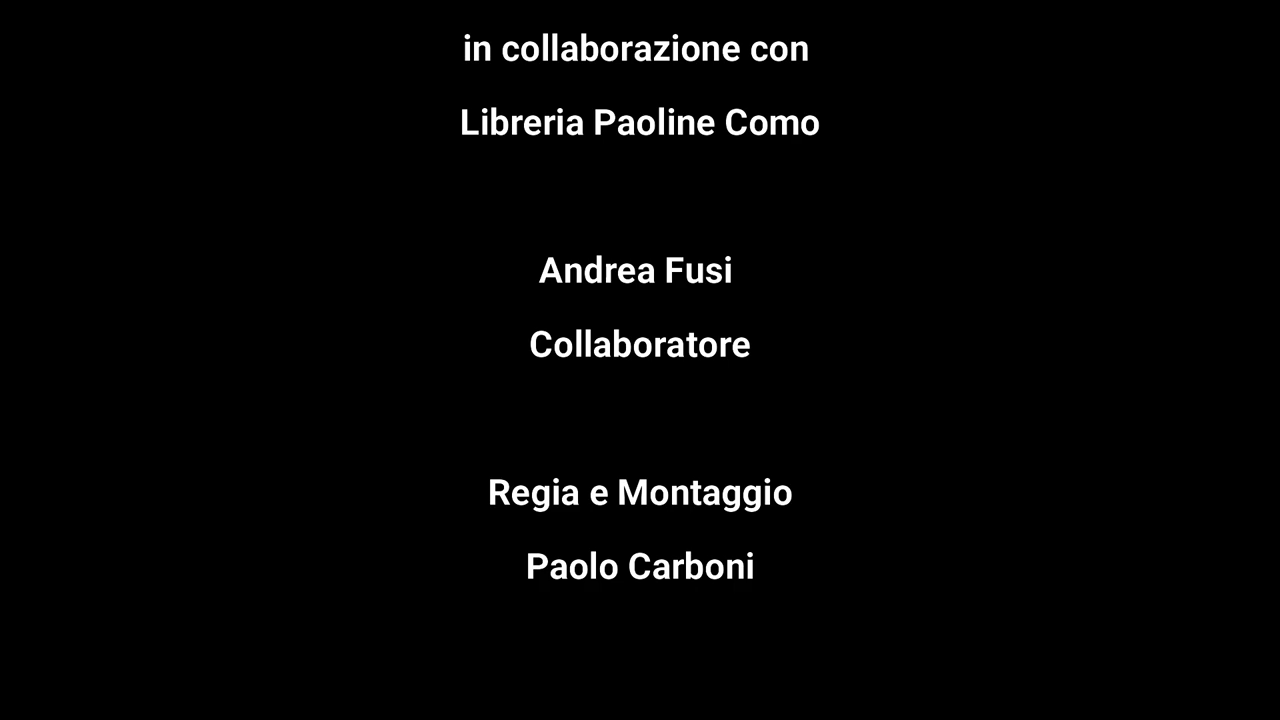 in collaborazione con
Libreria Paoline Como
Andrea Fusi
Collaboratore
Regia e Montaggio
Paolo Carboni